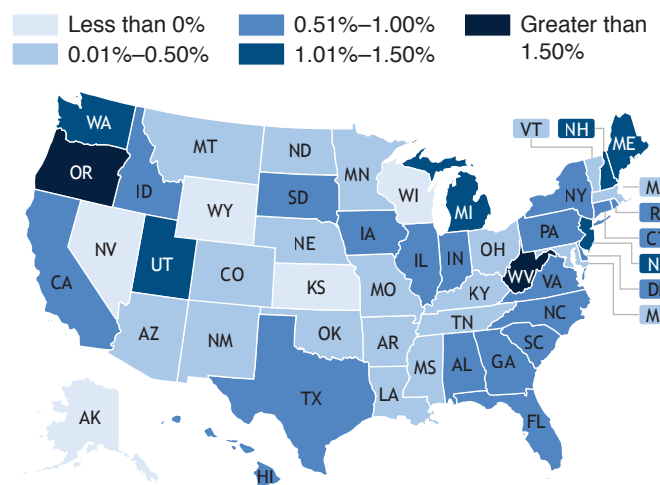 Less than 0% 0.51%–1.00% Greater than
0.01%–0.50% 1.01%–1.50% 1.50%
WA
VT NH ME
MT ND
MN
OR
ID
SD WI
MI
NY
WY
IA
PA
NE
NV
UT
IL IN OH
CA
CO
KS
MO
WV
VA
KY
NC
TN
AZ
NM
OK
AR
SC
MS AL GA
TX
LA
AK
FL
HI